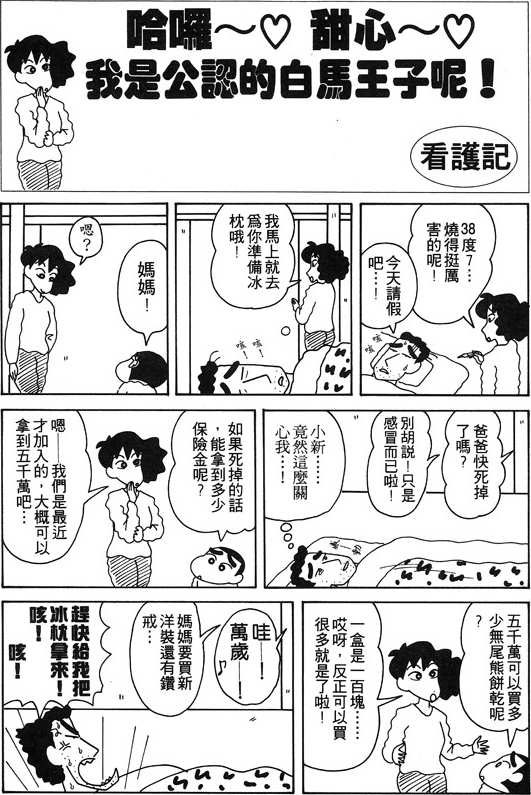 哈囉～♡ 甜心～♡
我是公認的白馬王子呢！
看護記
38度7…
燒得挺厲
害的呢！
今天請假
吧…！
我馬上就去
為你準備冰
枕哦！
咳！
咳！
媽媽！
嗯？
爸爸快死掉
了嗎？
別胡說！只是
感冒而已啦！
小新……
竟然這麼關
心我…！
如果死掉的話
，能拿到多少
保險金呢？
嗯──我們是最近
才加入的，大概可以
拿到五千萬吧…
五千萬可以買多
少無尾熊餅乾呢
？
一盒是一百塊……
哎呀，反正可以買
很多就是了啦！
哇──！
萬歲──！
媽媽要買新
洋裝還有鑽
戒…
趕快給我把
冰枕拿來！
咳！
咳！